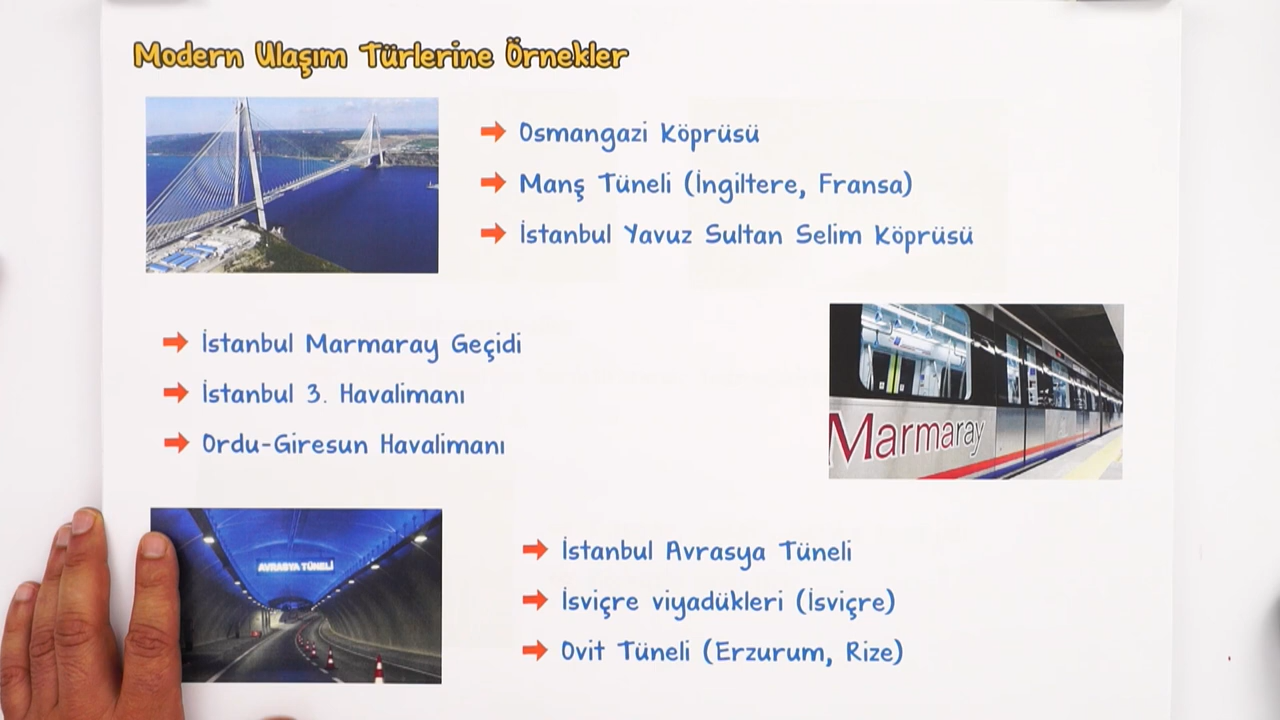 Modern Ulaşım Türlerine Örnekler
Osmangazi Köprüsü
Manş Tüneli (İngiltere, Fransa)
İstanbul Yavuz Sultan Selim Köprüsü
İstanbul Marmaray Geçidi
İstanbul 3. Havalimanı
Ordu-Giresun Havalimanı
Marmaray
AVRASYA TÜNELİ
İstanbul Avrasya Tüneli
İsviçre viyadükleri (İsviçre)
Ovit Tüneli (Erzurum, Rize)